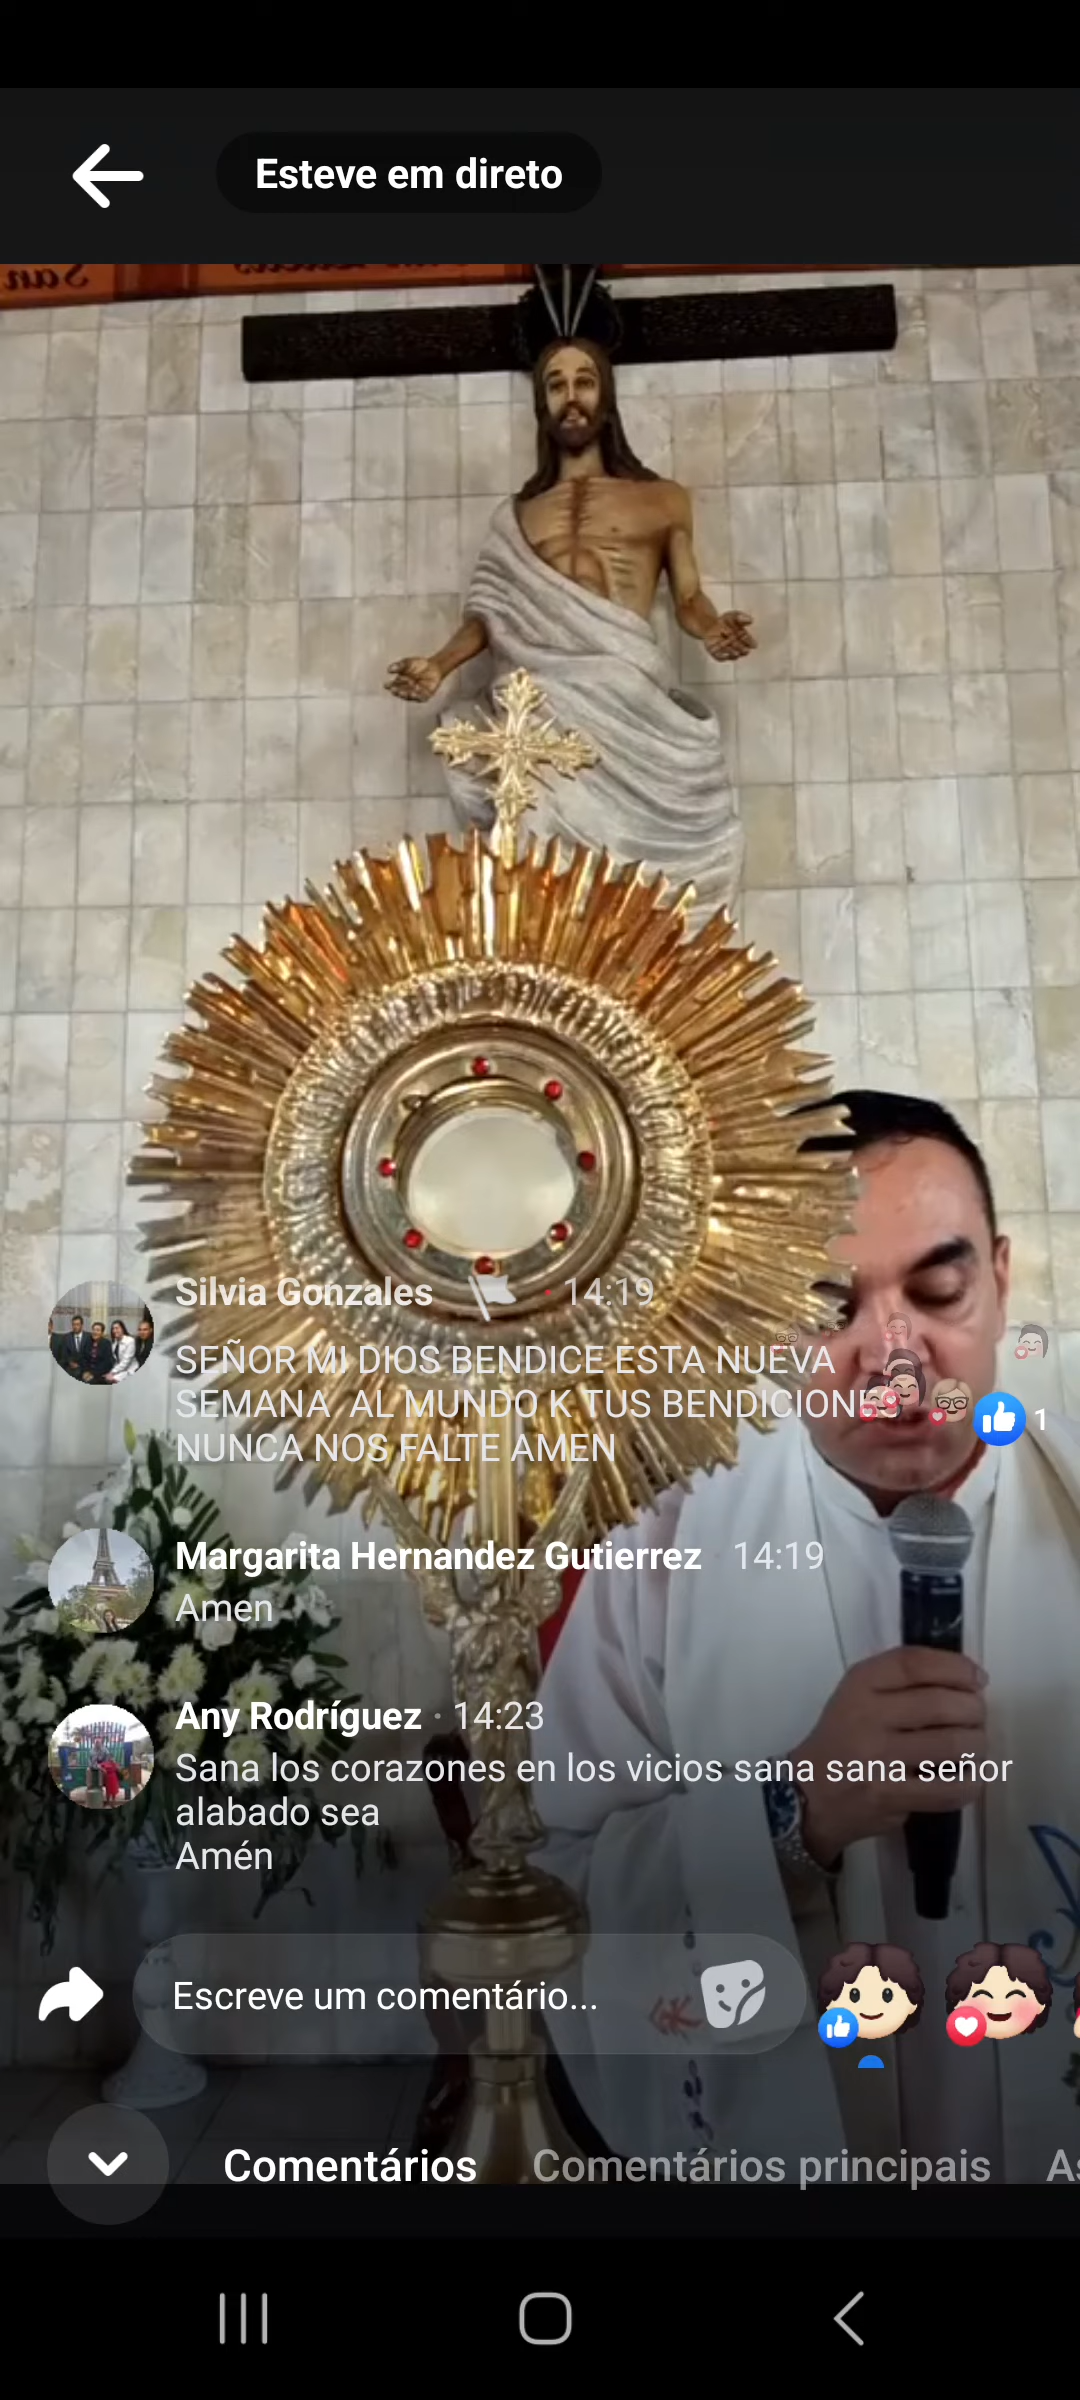 Esteve em direto
San
Silvia Gonzales 14:19
SEÑOR MI DIOS BENDICE ESTA NUEVA
SEMANA AL MUNDO K TUS BENDICIONES
NUNCA NOS FALTE AMEN
1
Margarita Hernandez Gutierrez 14:19
Amen
Any Rodríguez · 14:23
Sana los corazones en los vicios sana sana señor
alabado sea
Amén
Escreve um comentário...
Comentários Comentários principais